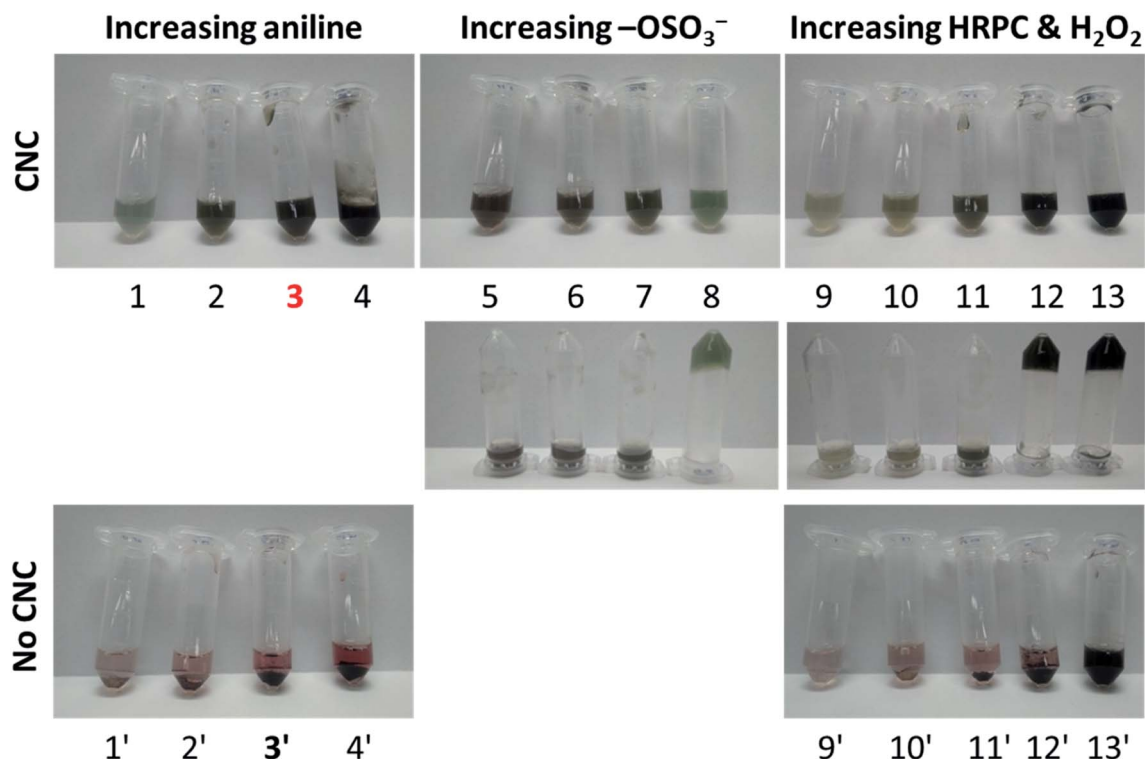 Increasing aniline
Increasing –OSO₃⁻
Increasing HRPC & H₂O₂
CNC
1 2 3 4
5 6 7 8
9 10 11 12 13
No CNC
1' 2' 3' 4'
9' 10' 11' 12' 13'